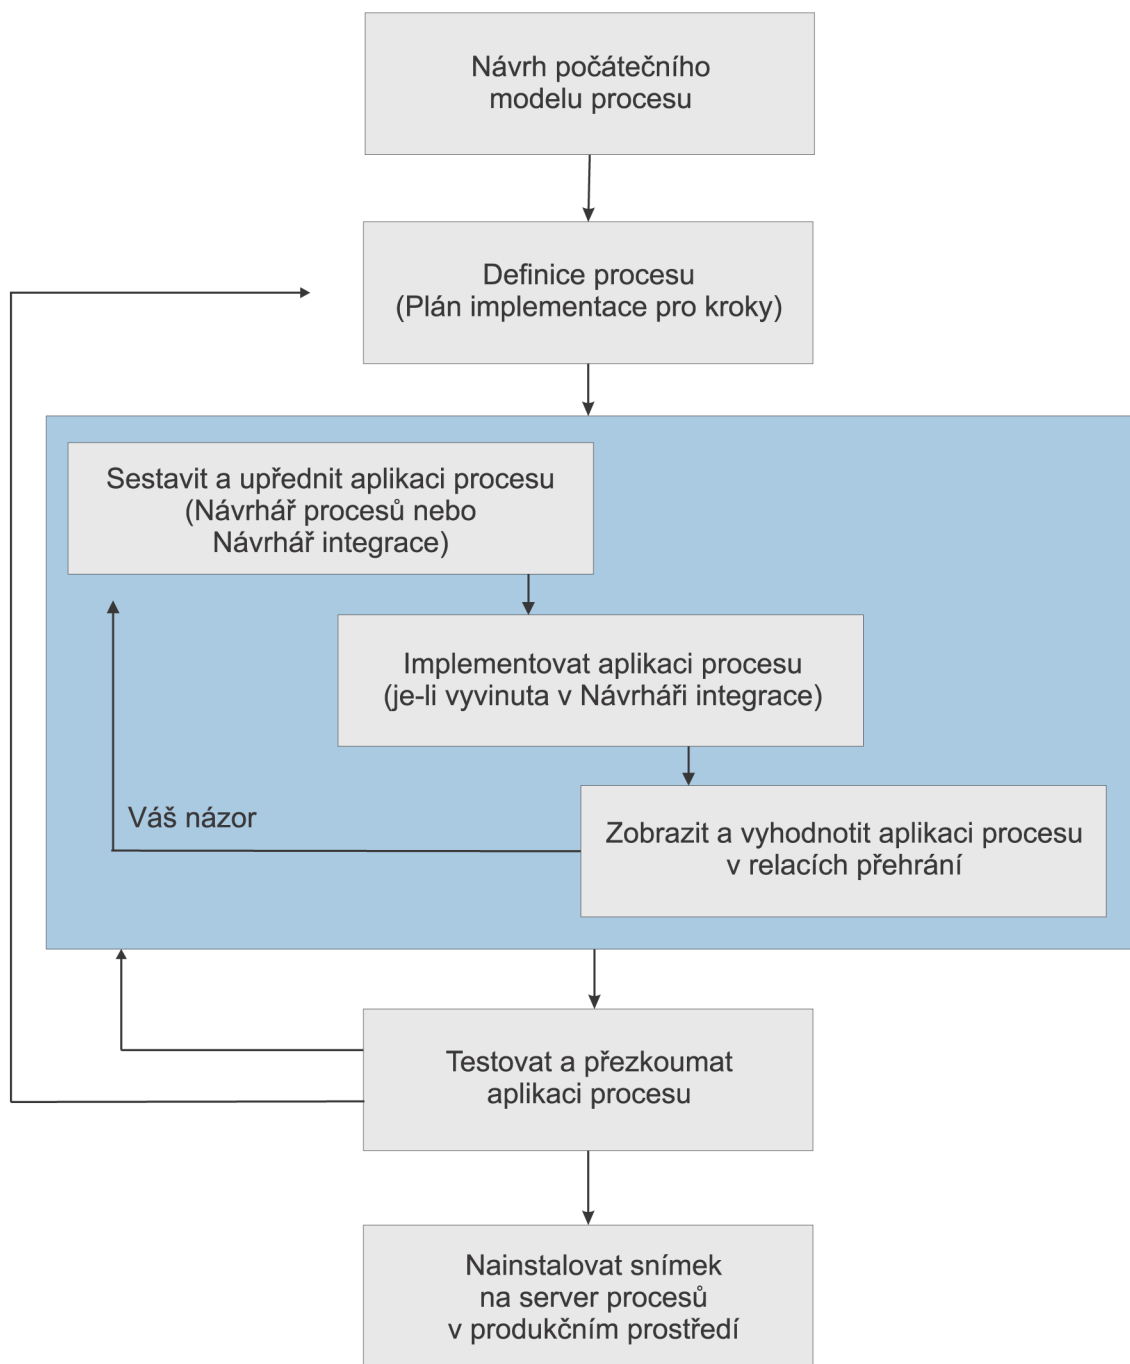 Návrh počátečního
modelu procesu
Definice procesu
(Plán implementace pro kroky)
Sestavit a upřednit aplikaci procesu
(Návrhář procesů nebo
Návrhář integrace)
Implementovat aplikaci procesu
(je-li vyvinuta v Návrháři integrace)
Váš názor
Zobrazit a vyhodnotit aplikaci procesu
v relacích přehrání
Testovat a přezkoumat
aplikaci procesu
Nainstalovat snímek
na server procesů
v produkčním prostředí